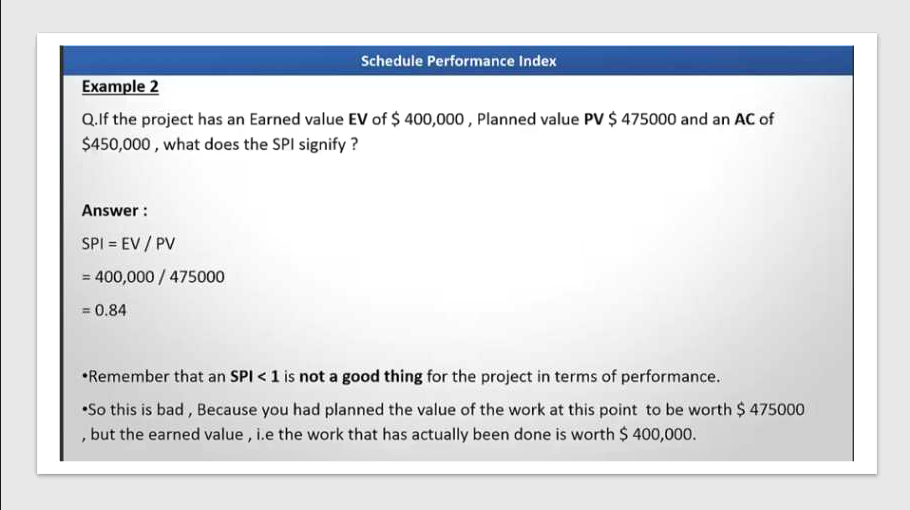 Schedule Performance Index
Example 2
Q.If the project has an Earned value EV of $ 400,000 , Planned value PV $ 475000 and an AC of
$450,000 , what does the SPI signify ?
Answer :
SPI = EV / PV
= 400,000 / 475000
= 0.84
•Remember that an SPI < 1 is not a good thing for the project in terms of performance.
•So this is bad , Because you had planned the value of the work at this point to be worth $ 475000
, but the earned value , i.e the work that has actually been done is worth $ 400,000.